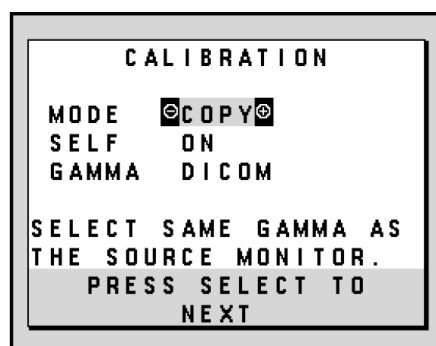 CALIBRATION
MODE ⊖COPY⊕
SELF ON
GAMMA DICOM
SELECT SAME GAMMA AS
THE SOURCE MONITOR.
PRESS SELECT TO
NEXT